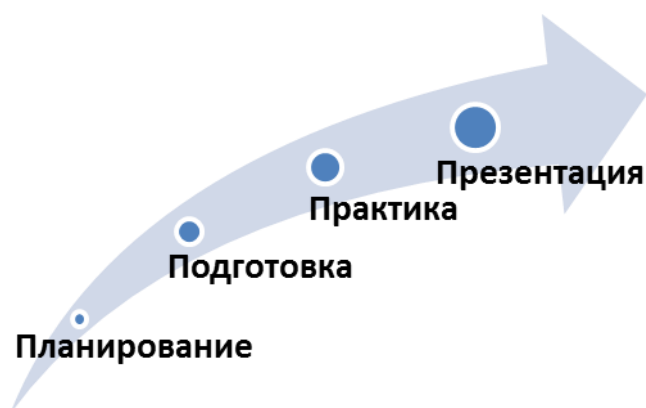 Презентация
Практика
Подготовка
Планирование